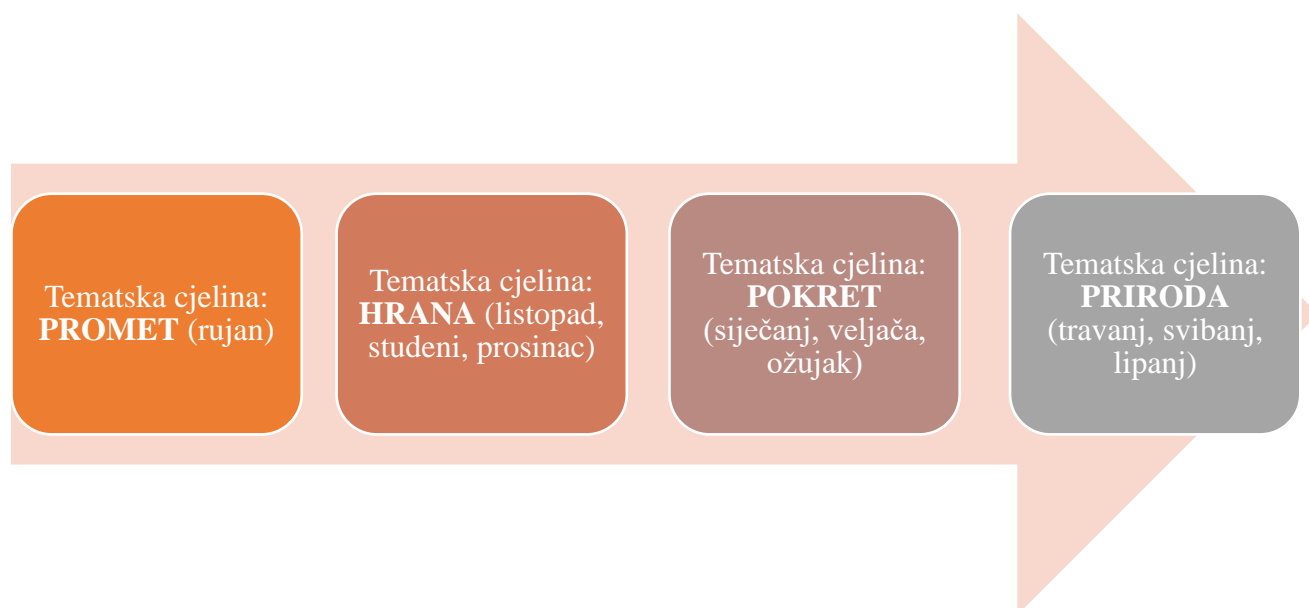 Tematska cjelina:
PROMET (rujan)
Tematska cjelina:
HRANA (listopad,
studeni, prosinac)
Tematska cjelina:
POKRET
(siječanj, veljača,
ožujak)
Tematska cjelina:
PRIRODA
(travanj, svibanj,
lipanj)